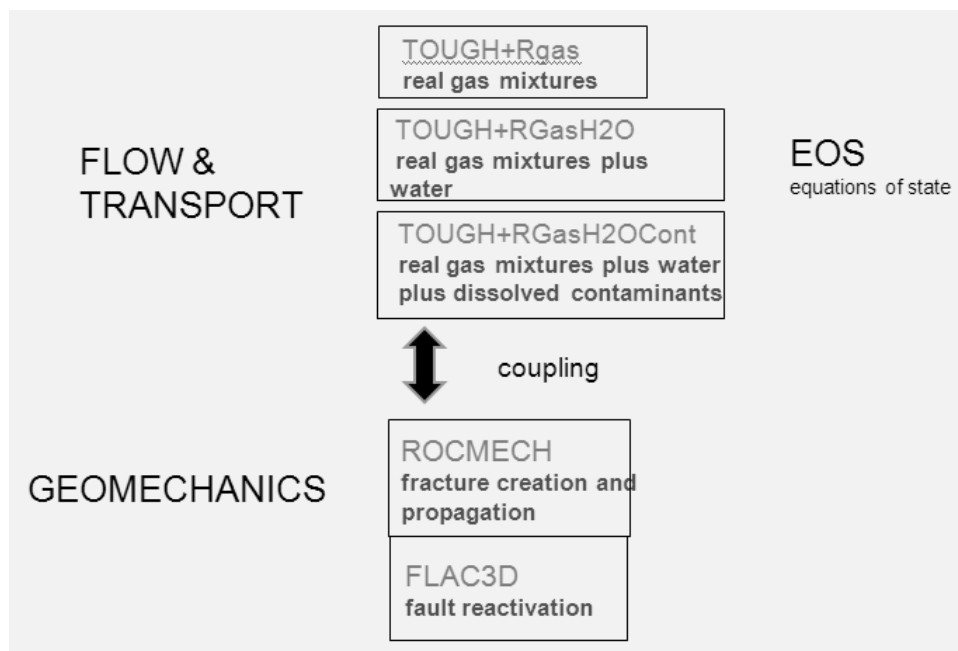 TOUGH+Rgas
real gas mixtures
TOUGH+RGasH2O
real gas mixtures plus
water
FLOW &
TRANSPORT
EOS
equations of state
TOUGH+RGasH2OCont
real gas mixtures plus water
plus dissolved contaminants
coupling
ROCMECH
fracture creation and
propagation
GEOMECHANICS
FLAC3D
fault reactivation